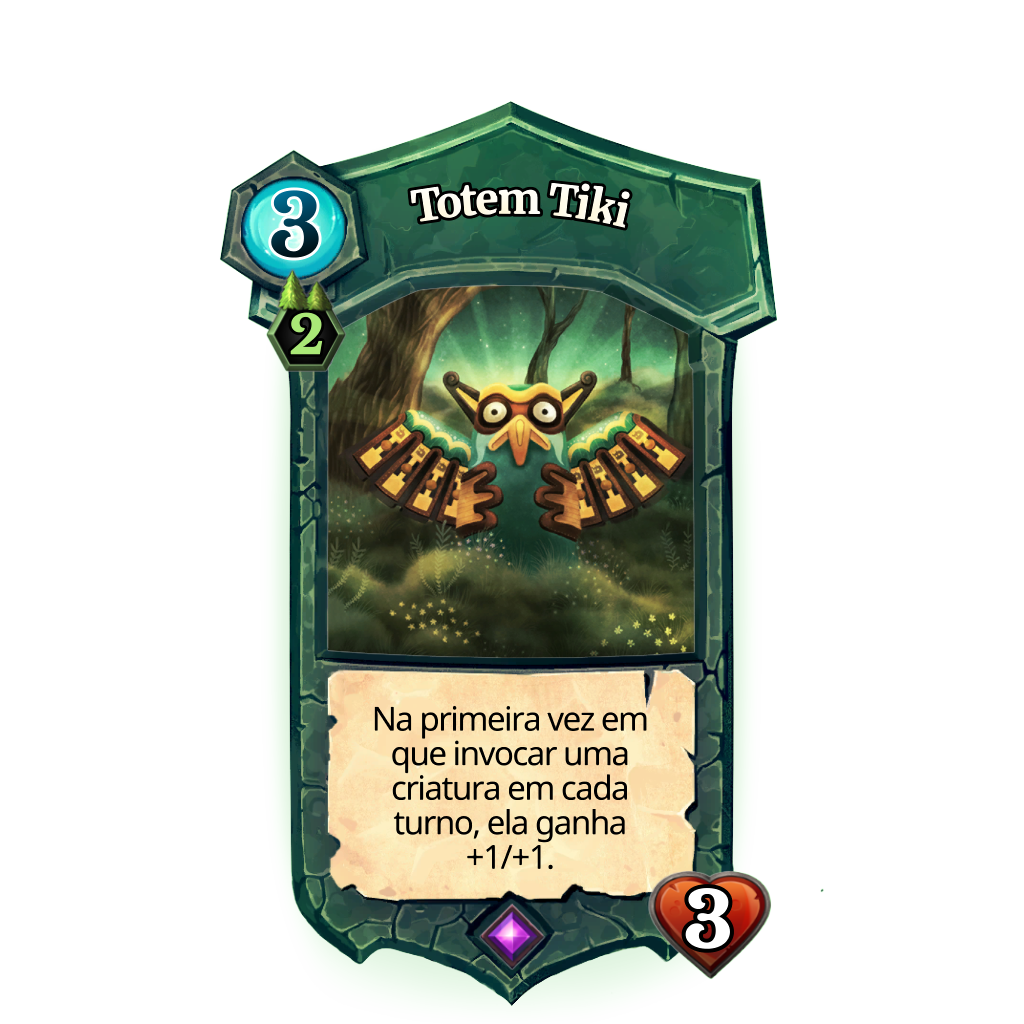 3
Totem Tiki
2
Na primeira vez em
que invocar uma
criatura em cada
turno, ela ganha
+1/+1.
3